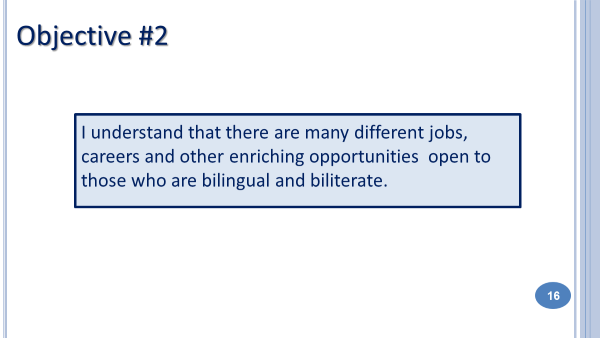 Objective #2
I understand that there are many different jobs,
careers and other enriching opportunities  open to
those who are bilingual and biliterate.
16